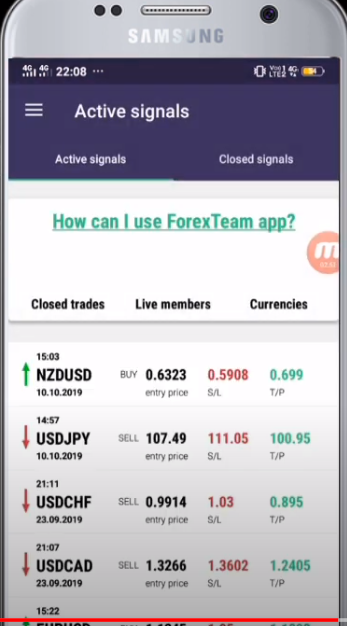 SAMSUNG
4G 4G 22:08 ••• LTE2 4G
Active signals
Active signals Closed signals
How can I use ForexTeam app?
Closed trades Live members Currencies
15:03
NZDUSD BUY 0.6323 0.5908 0.699
10.10.2019 entry price S/L T/P
14:57
USDJPY SELL 107.49 111.05 100.95
10.10.2019 entry price S/L T/P
21:11
USDCHF SELL 0.9914 1.03 0.895
23.09.2019 entry price S/L T/P
21:07
USDCAD SELL 1.3266 1.3602 1.2405
23.09.2019 entry price S/L T/P
15:22